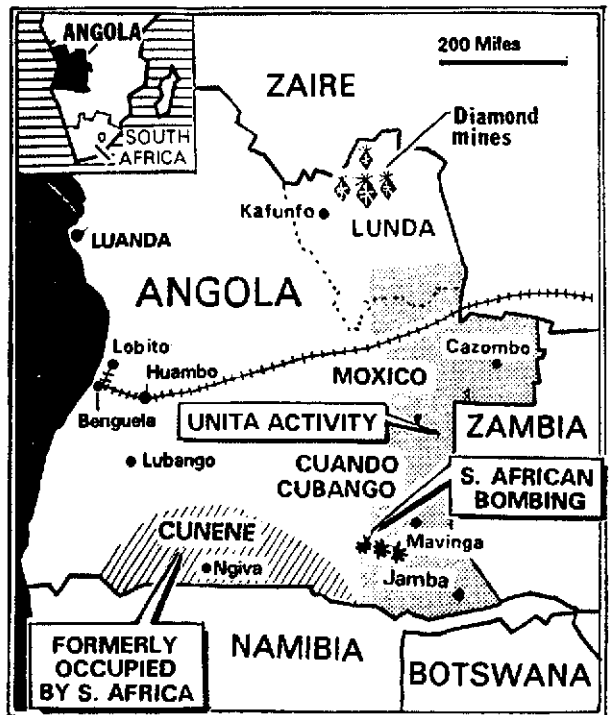 ANGOLA
SOUTH
AFRICA
200 Miles
ZAIRE
Diamond
mines
Kafunfo
LUNDA
LUANDA
ANGOLA
Lobito
Huambo
Benguela
MOXICO
Cazombo
UNITA ACTIVITY
ZAMBIA
Lubango
CUANDO
CUBANGO
S. AFRICAN
BOMBING
CUNENE
Mavinga
Ngiva
Jamba
FORMERLY
OCCUPIED
BY S. AFRICA
NAMIBIA
BOTSWANA